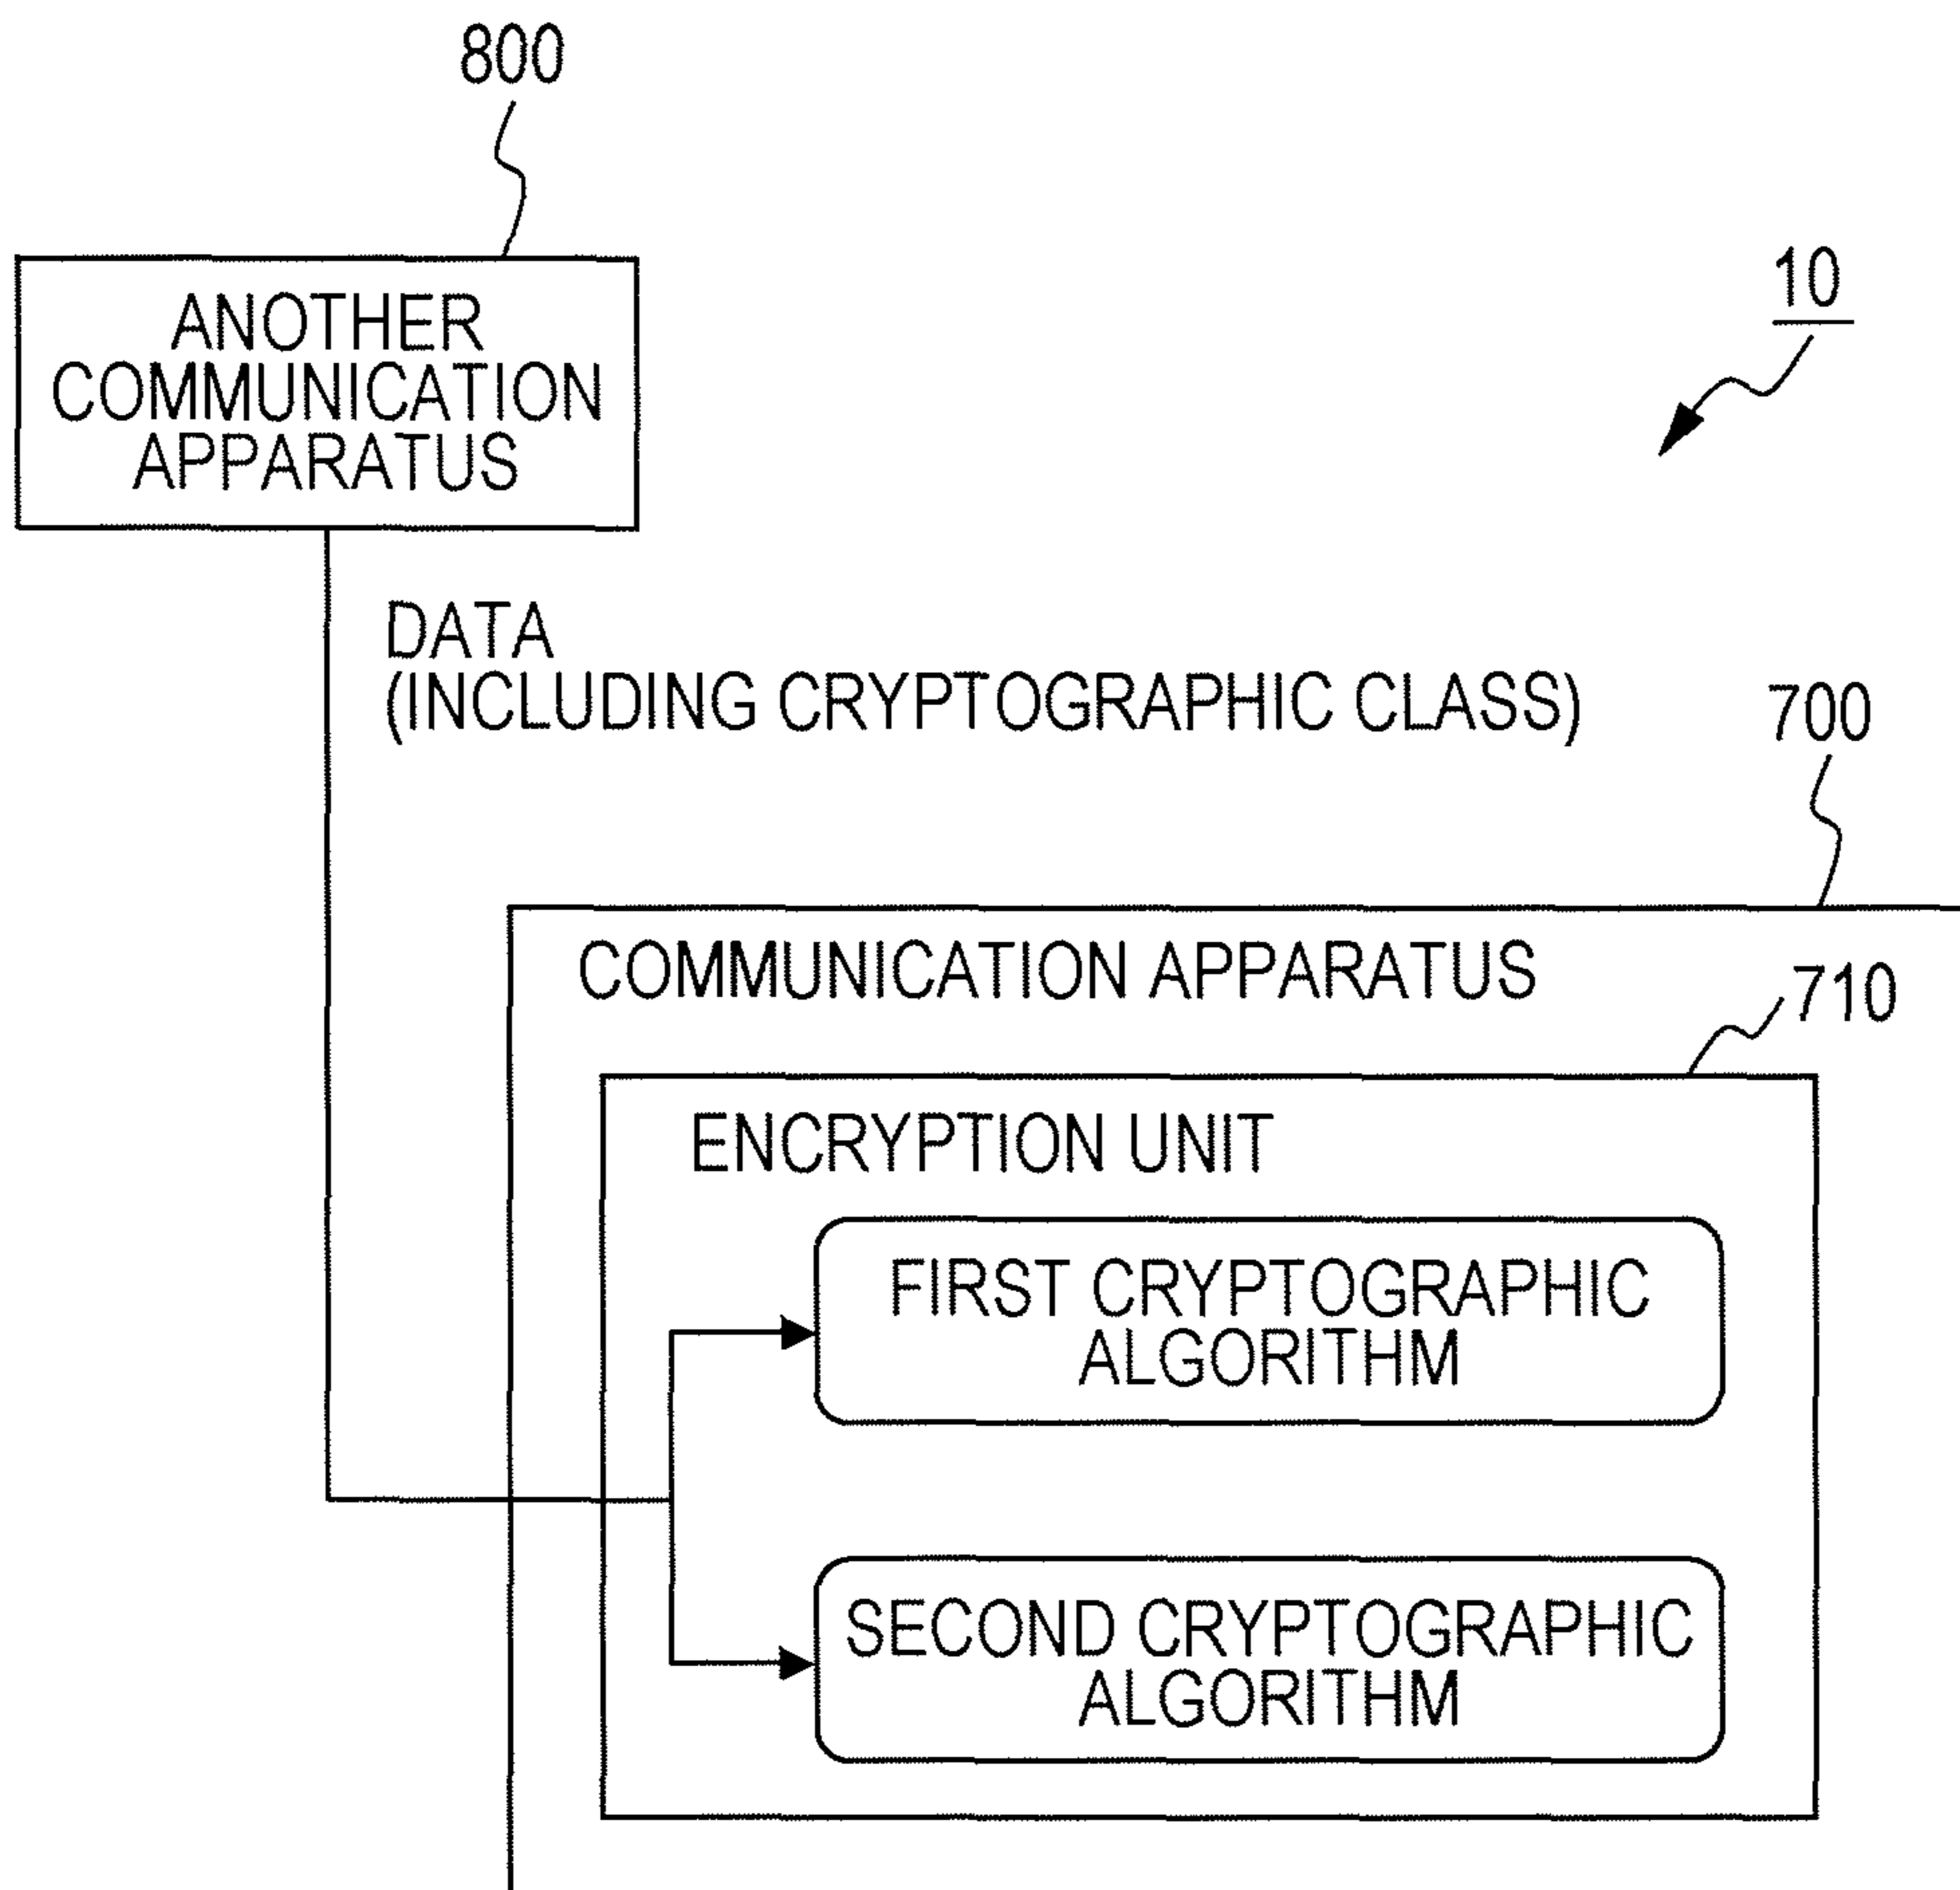 800
10
ANOTHER
COMMUNICATION
APPARATUS
DATA
(INCLUDING CRYPTOGRAPHIC CLASS)
700
COMMUNICATION APPARATUS
710
ENCRYPTION UNIT
FIRST CRYPTOGRAPHIC
ALGORITHM
SECOND CRYPTOGRAPHIC
ALGORITHM